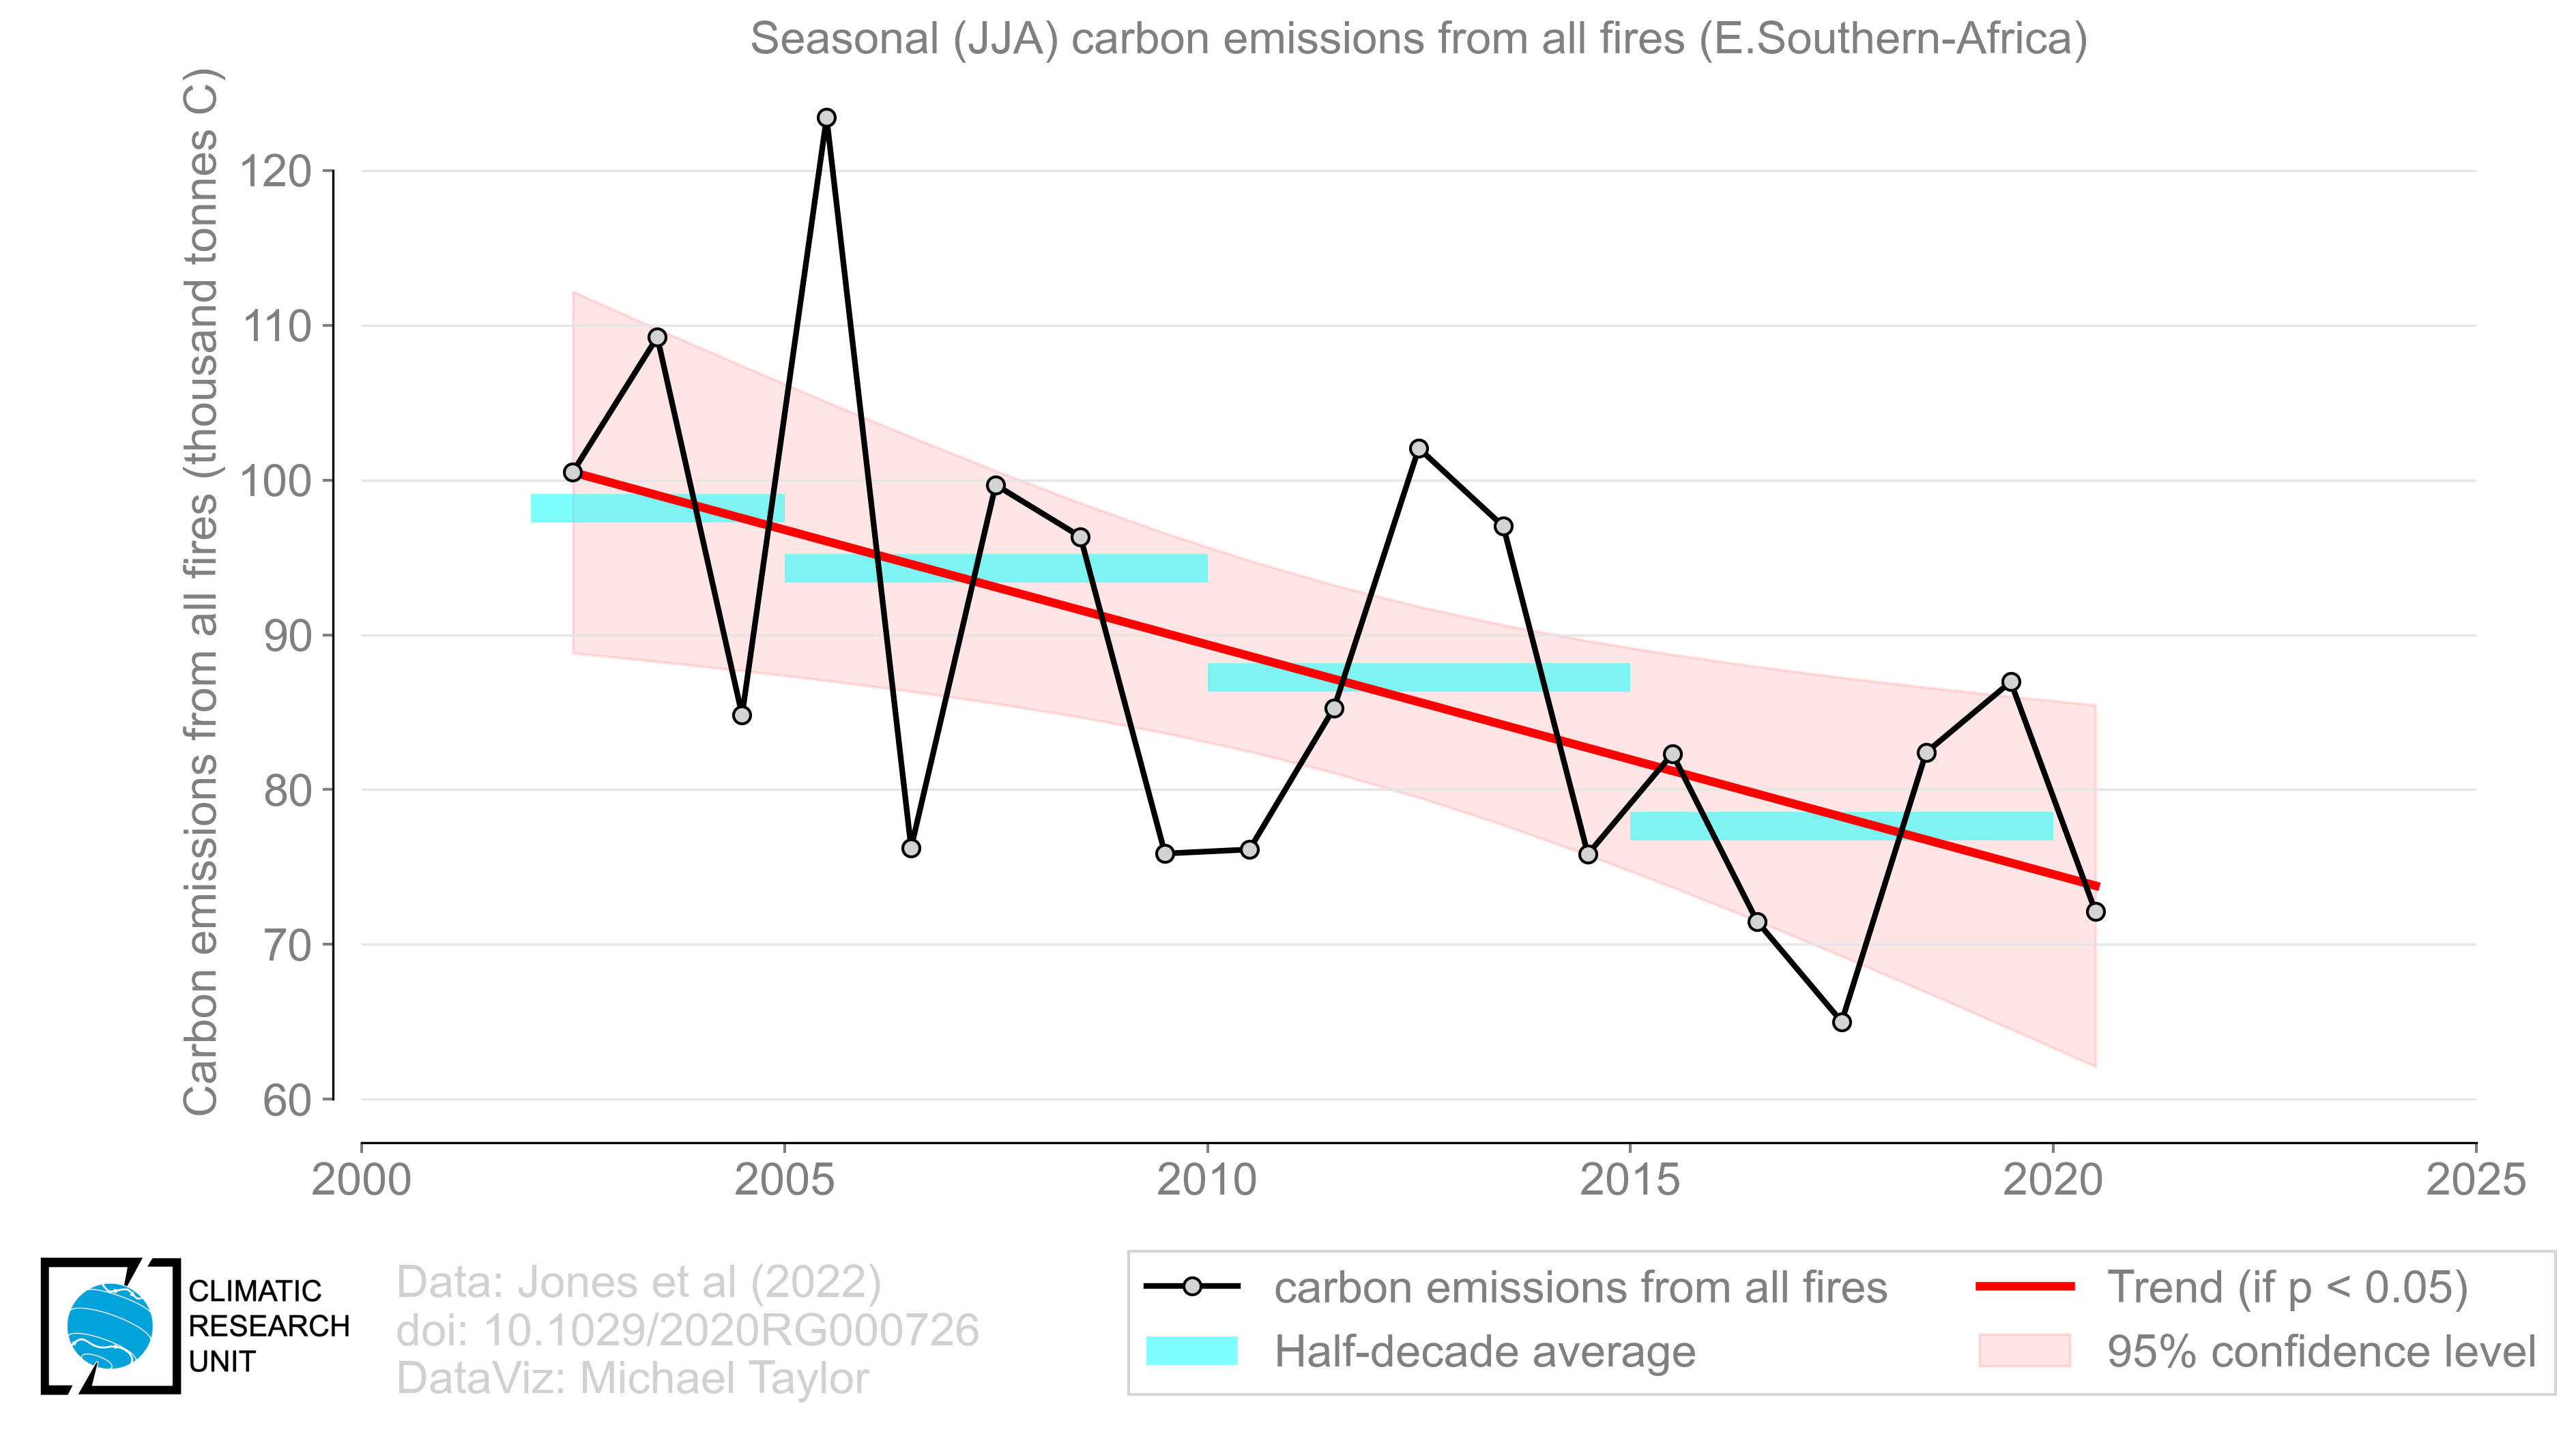 Seasonal (JJA) carbon emissions from all fires (E.Southern-Africa)
Carbon emissions from all fires (thousand tonnes C)
120
110
100
90
80
70
60
2000 2005 2010 2015 2020 2025
CLIMATIC
RESEARCH
UNIT
Data: Jones et al (2022)
doi: 10.1029/2020RG000726
DataViz: Michael Taylor
carbon emissions from all fires
Half-decade average
Trend (if p < 0.05)
95% confidence level